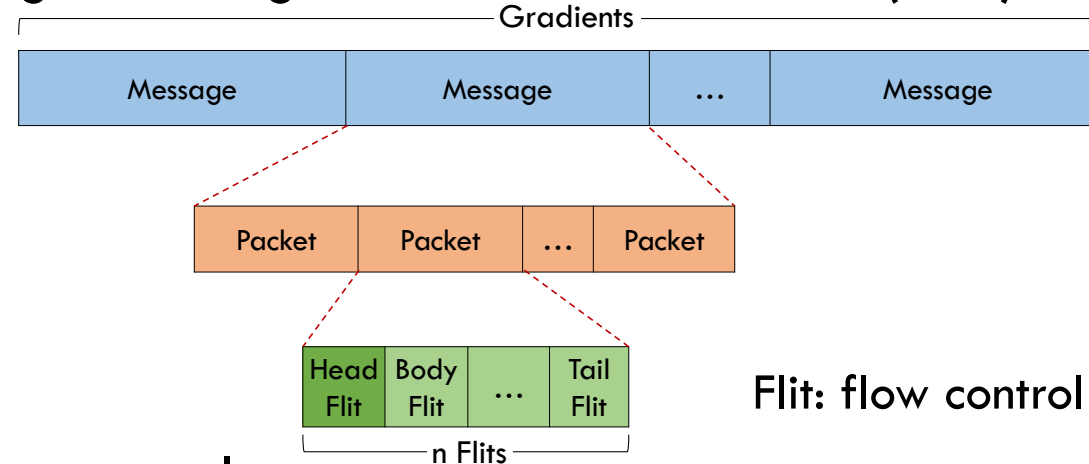 Gradients
Message Message ... Message
Packet Packet ... Packet
Head Body ... Tail
Flit Flit Flit
Flit: flow control
n Flits